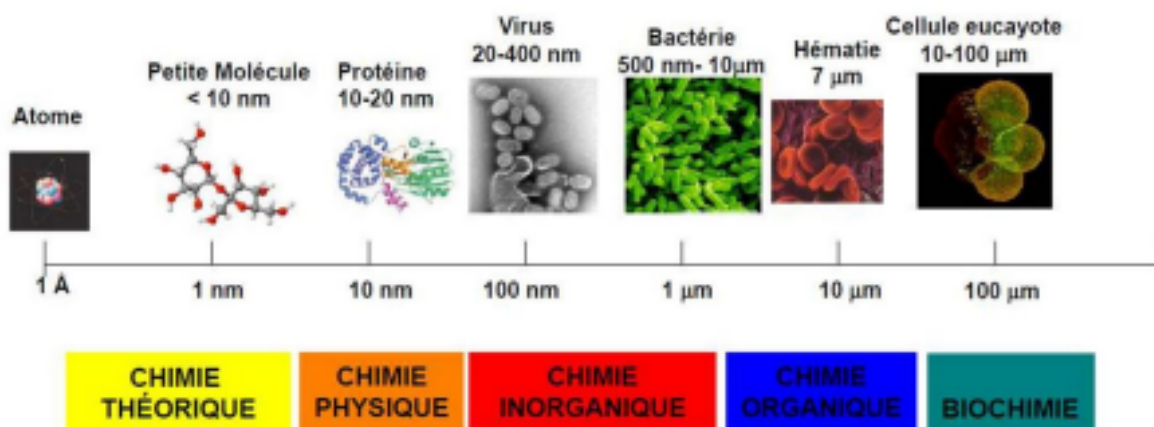 Atome
Petite Molécule
< 10 nm
Protéine
10-20 nm
Virus
20-400 nm
Bactérie
500 nm- 10μm
Hématie
7 μm
Cellule eucayote
10-100 μm
1 Å
1 nm
10 nm
100 nm
1 μm
10 μm
100 μm
CHIMIE
THÉORIQUE
CHIMIE
PHYSIQUE
CHIMIE
INORGANIQUE
CHIMIE
ORGANIQUE
BIOCHIMIE